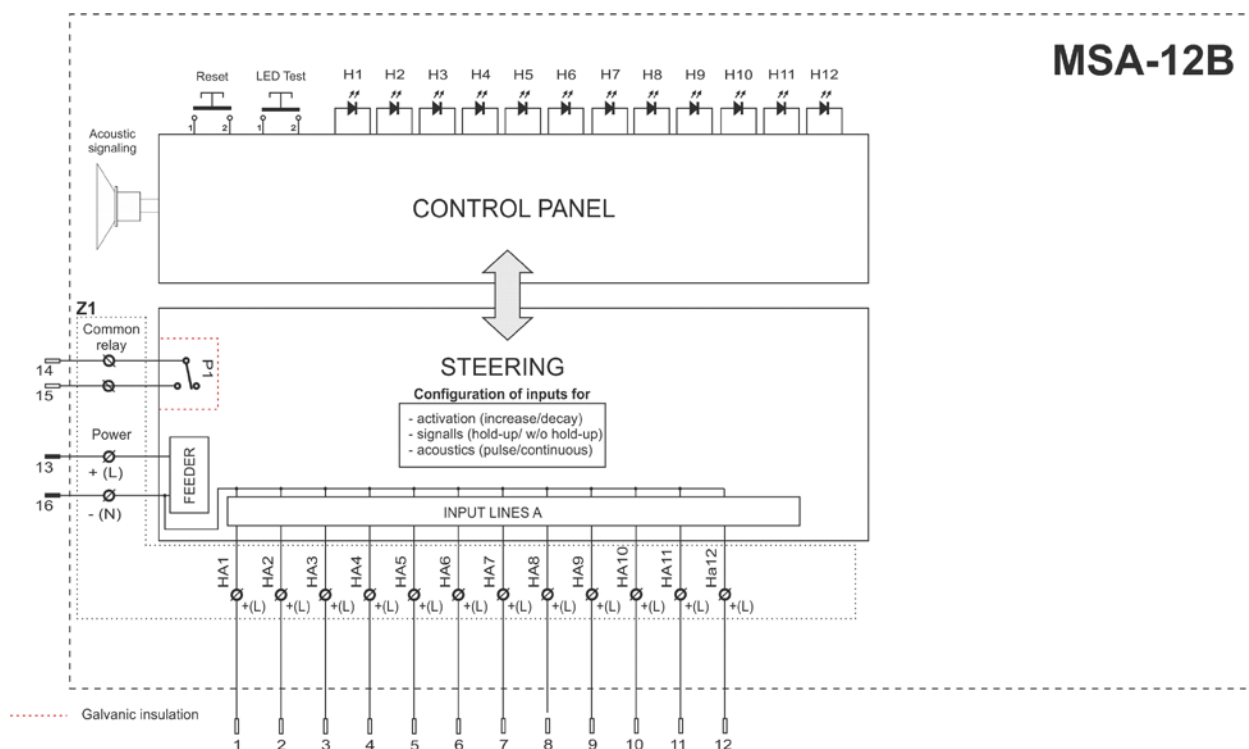 MSA-12B
Reset
LED Test
H1 H2 H3 H4 H5 H6 H7 H8 H9 H10 H11 H12
1 2 1 2
Acoustic
signaling
CONTROL PANEL
Z1
Common
relay
14
15
P1
STEERING
Configuration of inputs for
- activation (increase/decay)
- signalls (hold-up/ w/o hold-up)
- acoustics (pulse/continuous)
Power
13
+ (L)
16
- (N)
FEEDER
INPUT LINES A
HA1 HA2 HA3 HA4 HA5 HA6 HA7 HA8 HA9 HA10 HA11 Ha12
+(L) +(L) +(L) +(L) +(L) +(L) +(L) +(L) +(L) +(L) +(L) +(L)
Galvanic insulation
1 2 3 4 5 6 7 8 9 10 11 12